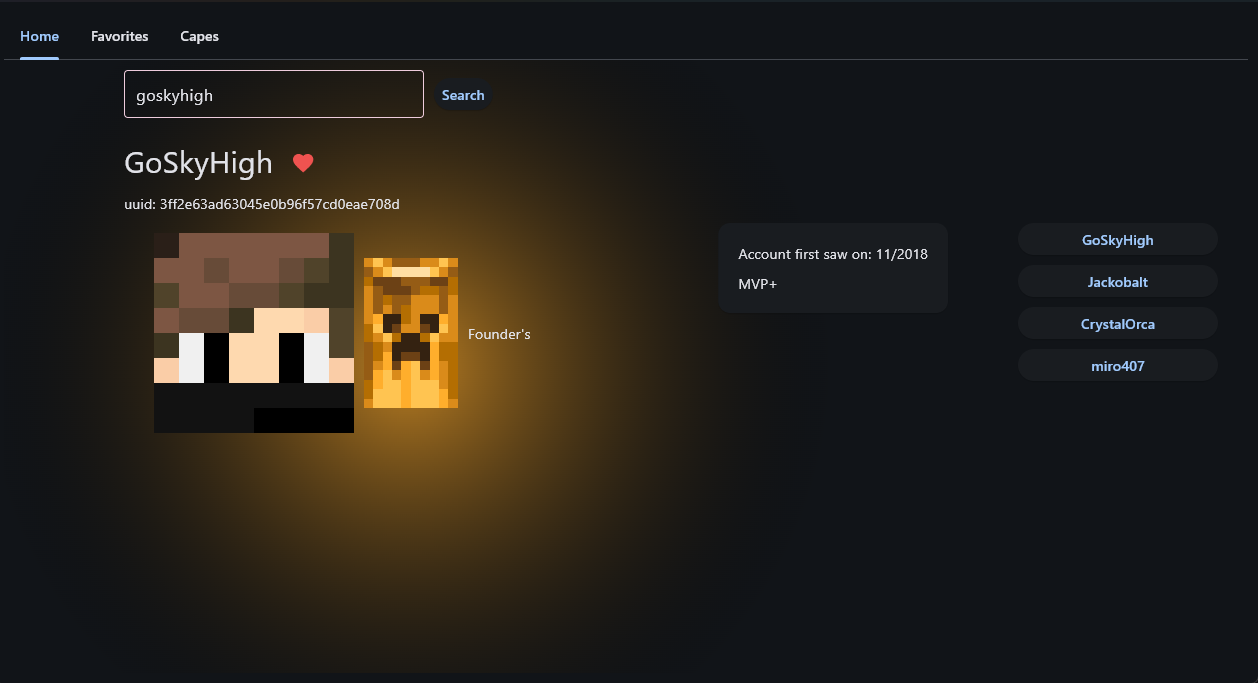 Home
Favorites
Capes
goskyhigh
Search
GoSkyHigh
uuid: 3ff2e63ad63045e0b96f57cd0eae708d
Founder's
Account first saw on: 11/2018
MVP+
GoSkyHigh
Jackobalt
CrystalOrca
miro407